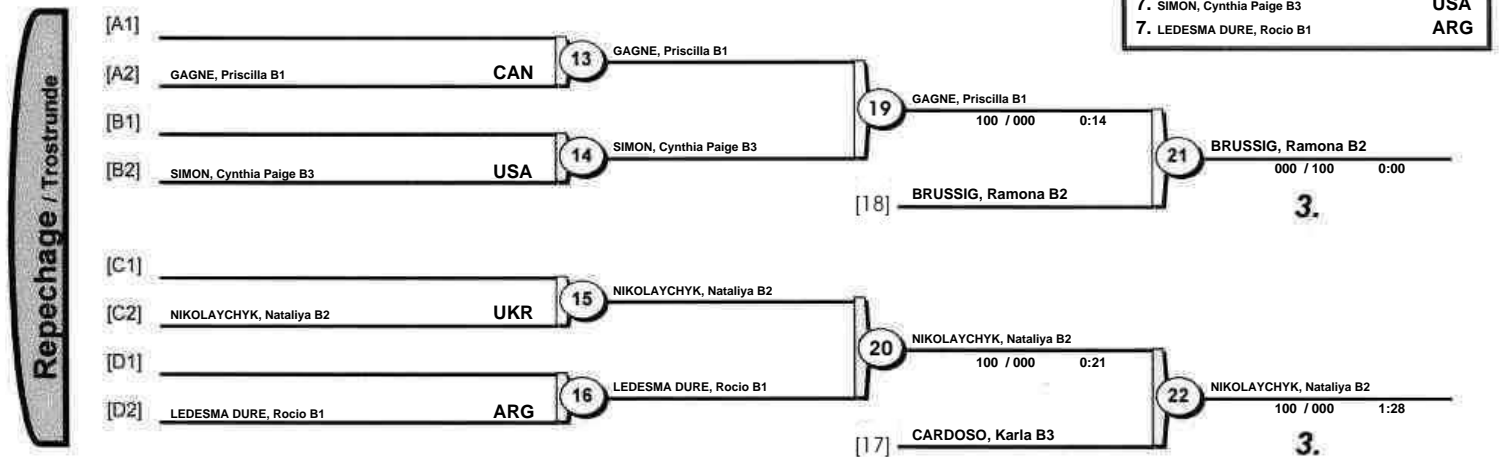 7. SIMON, Cynthia Paige B3 USA
7. LEDESMA DURE, Rocio B1 ARG
Repechage / Trostrunde
[A1]
[A2] GAGNE, Priscilla B1 CAN
13 GAGNE, Priscilla B1
[B1]
[B2] SIMON, Cynthia Paige B3 USA
14 SIMON, Cynthia Paige B3
19 GAGNE, Priscilla B1
100 / 000 0:14
[18] BRUSSIG, Ramona B2
21 BRUSSIG, Ramona B2
000 / 100 0:00
3.
[C1]
[C2] NIKOLAYCHYK, Nataliya B2 UKR
15 NIKOLAYCHYK, Nataliya B2
[D1]
[D2] LEDESMA DURE, Rocio B1 ARG
16 LEDESMA DURE, Rocio B1
20 NIKOLAYCHYK, Nataliya B2
100 / 000 0:21
[17] CARDOSO, Karla B3
22 NIKOLAYCHYK, Nataliya B2
100 / 000 1:28
3.